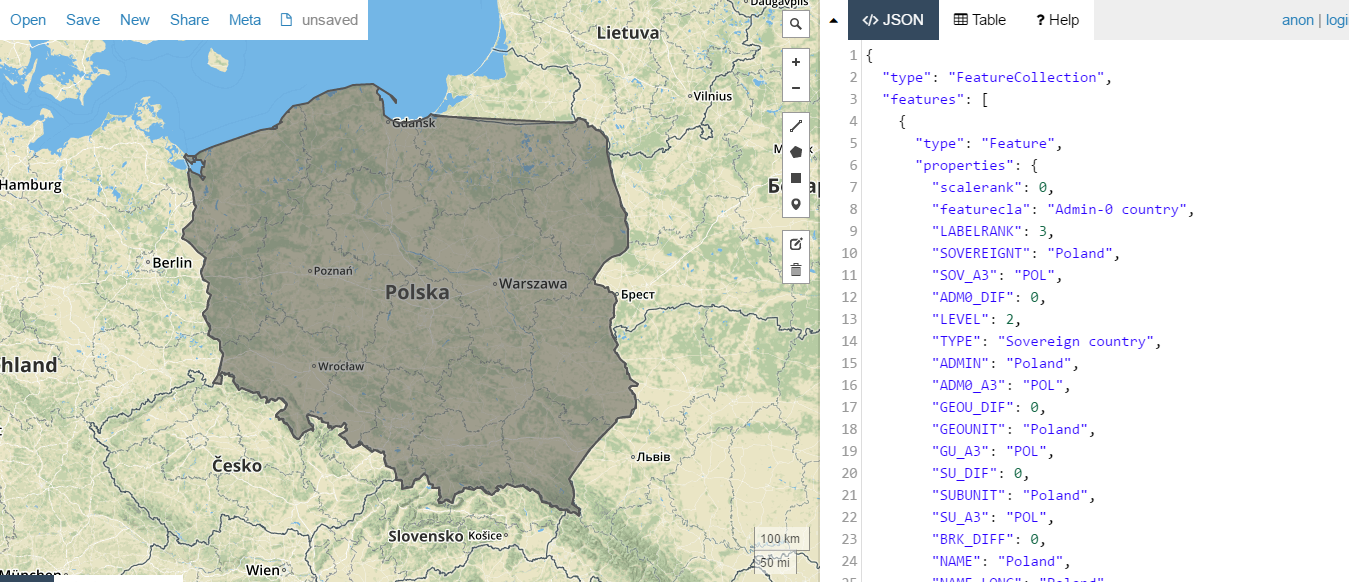 Open Save New Share Meta unsaved
Lietuva
Vilnius
Gdańsk
Hamburg
Berlin
Poznań
Polska
Warszawa
Брест
Wrocław
hland
Česko
Львів
Slovensko
Košice
Wien
München
100 km
50 mi
</> JSON Table ? Help anon | logi
1 {
2 "type": "FeatureCollection",
3 "features": [
4 {
5 "type": "Feature",
6 "properties": {
7 "scalerank": 0,
8 "featurecla": "Admin-0 country",
9 "LABELRANK": 3,
10 "SOVEREIGNT": "Poland",
11 "SOV_A3": "POL",
12 "ADM0_DIF": 0,
13 "LEVEL": 2,
14 "TYPE": "Sovereign country",
15 "ADMIN": "Poland",
16 "ADM0_A3": "POL",
17 "GEOU_DIF": 0,
18 "GEOUNIT": "Poland",
19 "GU_A3": "POL",
20 "SU_DIF": 0,
21 "SUBUNIT": "Poland",
22 "SU_A3": "POL",
23 "BRK_DIFF": 0,
24 "NAME": "Poland",
25 "NAME_LONG": "Poland"